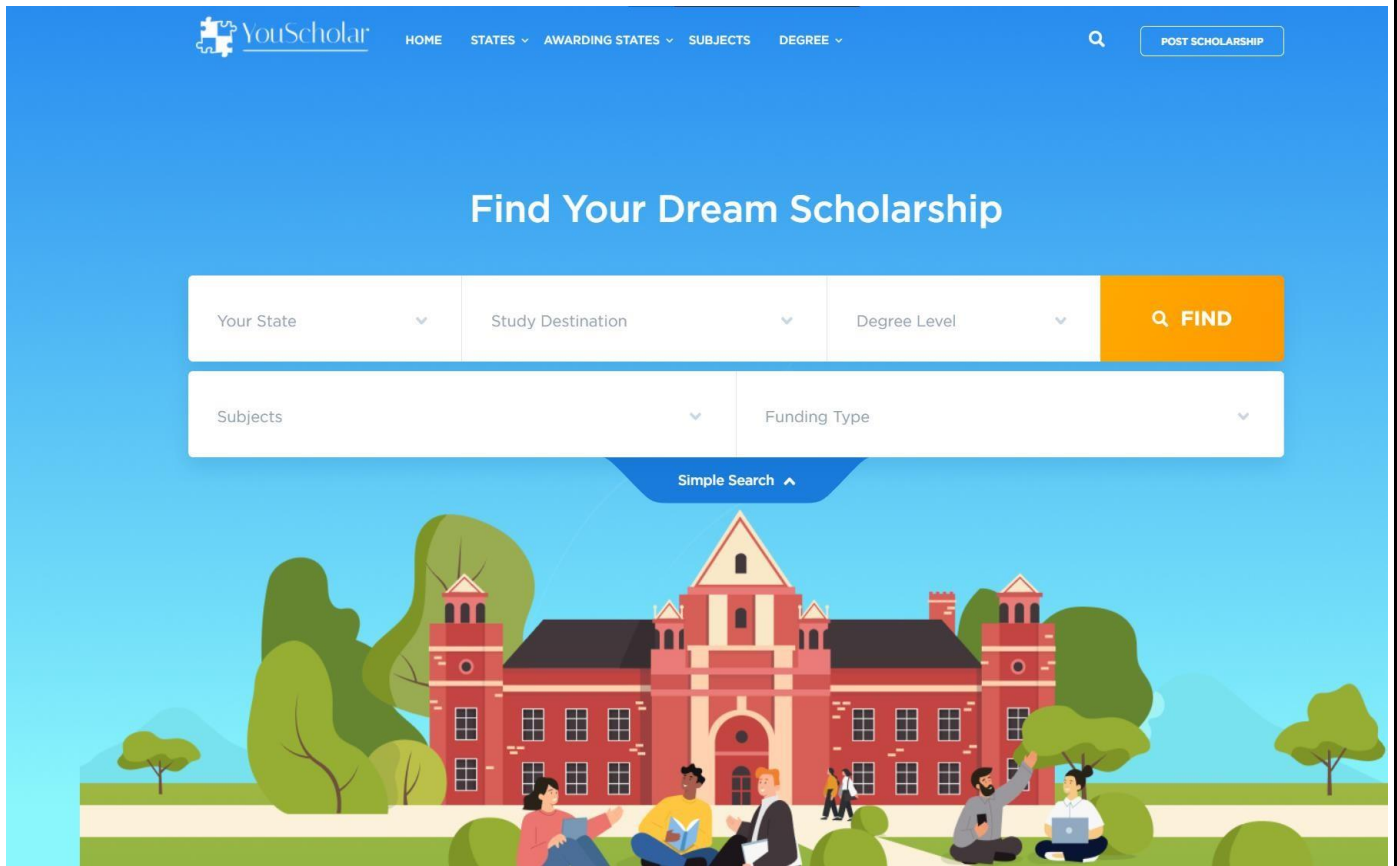 YouScholar HOME STATES AWARDING STATES SUBJECTS DEGREE POST SCHOLARSHIP
Find Your Dream Scholarship
Your State Study Destination Degree Level FIND
Subjects Funding Type
Simple Search